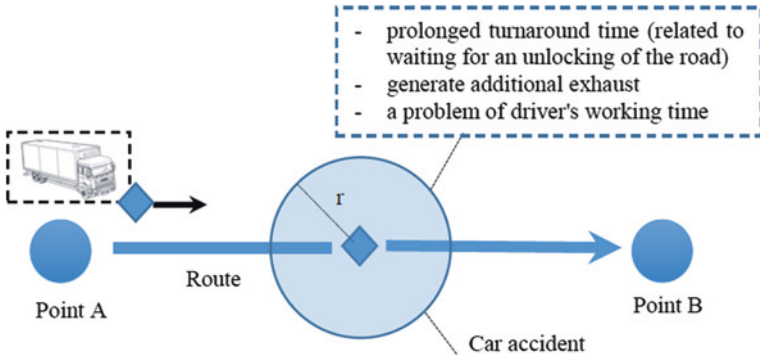 - prolonged turnaround time (related to
waiting for an unlocking of the road)
- generate additional exhaust
- a problem of driver's working time
r
Route
Point A
Point B
Car accident